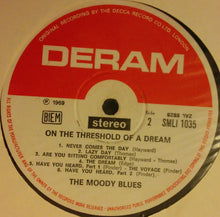 ORIGINAL RECORDING MADE BY THE DECCA RECORD CO LTD, LONDON
DERAM
℗ 1969
BIEM
stereo
Side
2
SMLI 1035
ON THE THRESHOLD OF A DREAM
1. NEVER COMES THE DAY (Hayward)
2. LAZY DAY (Thomas)
3. ARE YOU SITTING COMFORTABLY (Hayward - Thomas)
4. THE DREAM (Edge)
5. HAVE YOU HEARD, Part 1 (Pinder) - THE VOYAGE (Pinder)
6. HAVE YOU HEARD, Part 2 (Pinder)
THE MOODY BLUES